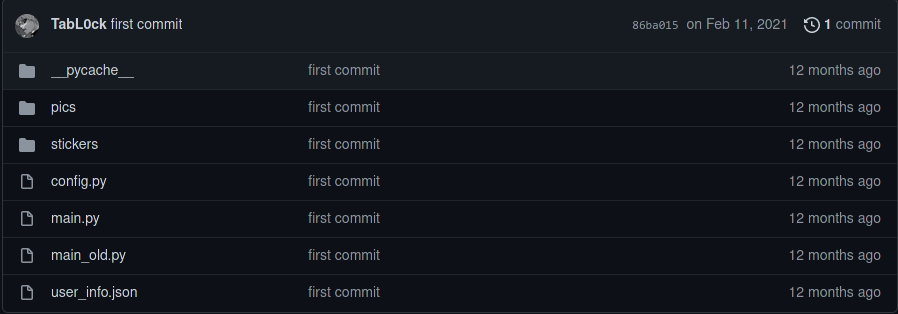 TabL0ck first commit 86ba015 on Feb 11, 2021 1 commit
__pycache__ first commit 12 months ago
pics first commit 12 months ago
stickers first commit 12 months ago
config.py first commit 12 months ago
main.py first commit 12 months ago
main_old.py first commit 12 months ago
user_info.json first commit 12 months ago